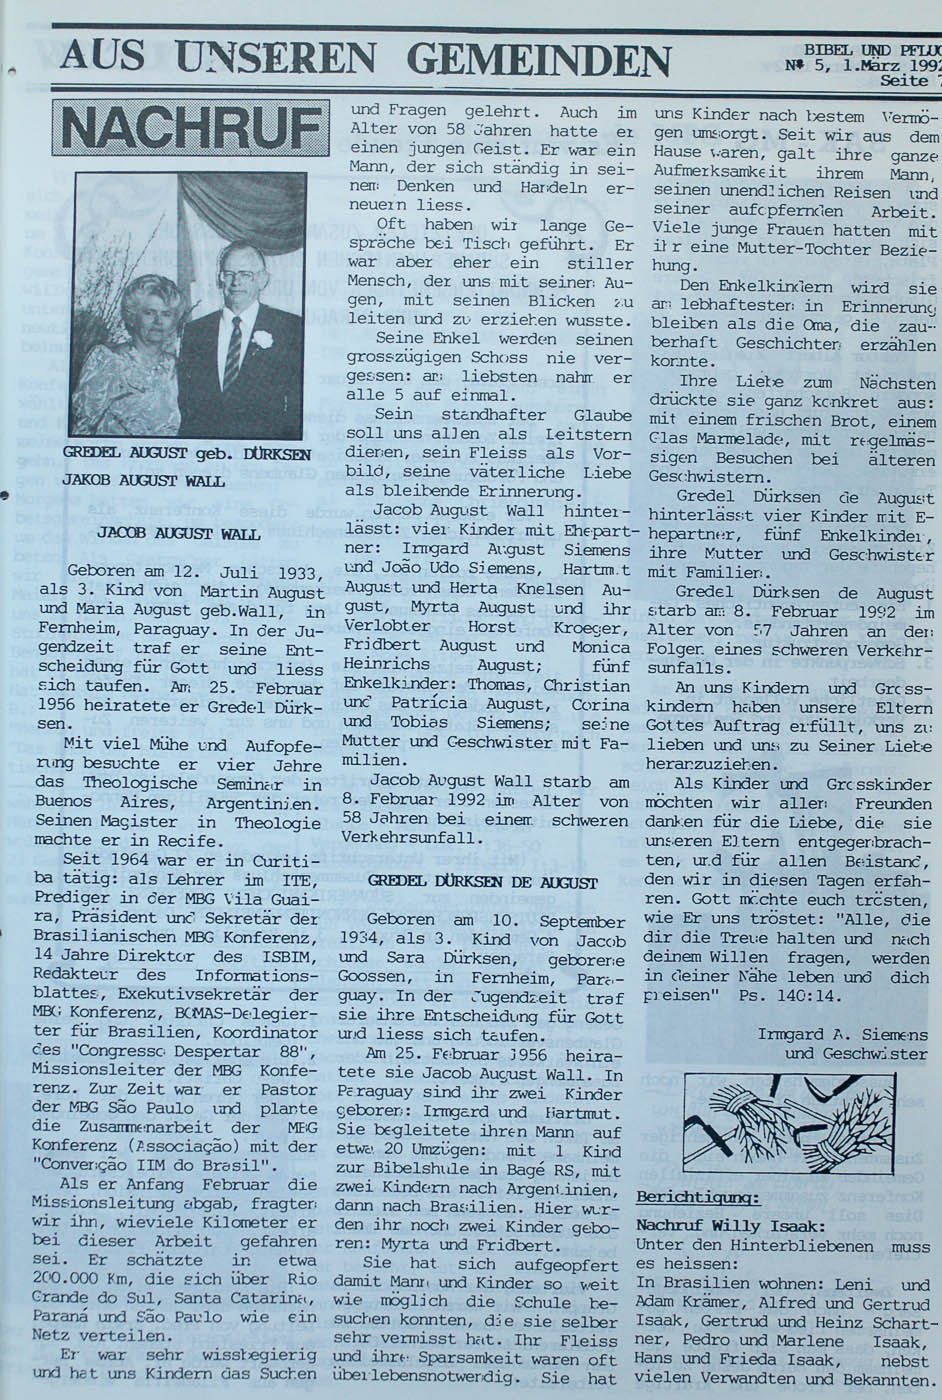 AUS UNSEREN GEMEINDEN
BIBEL UND PFLUG
N° 5, 1.März 1992
Seite
NACHRUF
GREDEL AUGUST geb. DÜRKSEN
JAKOB AUGUST WALL
JACOB AUGUST WALL
Geboren am 12. Juli 1933,
als 3. Kind von Martin August
und Maria August geb.Wall, in
Fernheim, Paraguay. In der Ju-
gendzeit traf er seine Ent-
scheidung für Gott und liess
sich taufen. Am 25. Februar
1956 heiratete er Gredel Dürk-
sen.
Mit viel Mühe und Aufopfe-
rung besuchte er vier Jahre
das Theologische Seminar in
Buenos Aires, Argentinien.
Seinen Magister in Theologie
machte er in Recife.
Seit 1964 war er in Curiti-
ba tätig: als Lehrer im ITE,
Prediger in der MBG Vila Guai-
ra, Präsident und Sekretär der
Brasilianischen MBG Konferenz,
14 Jahre Direktor des ISBIM,
Redakteur des Informations-
blattes, Exekutivsekretär der
MBG Konferenz, BOMAS-Delegier-
ter für Brasilien, Koordinator
des "Congresso Despertar 88",
Missionsleiter der MBG Konfe-
renz. Zur Zeit war er Pastor
der MBG São Paulo und plante
die Zusammenarbeit der MBG
Konferenz (Associação) mit der
"Convenção IIM do Brasil".
Als er Anfang Februar die
Missionsleitung abgab, fragten
wir ihn, wieviele Kilometer er
bei dieser Arbeit gefahren
sei. Er schätzte in etwa
200.000 Km, die sich über Rio
Grande do Sul, Santa Catarina,
Paraná und São Paulo wie ein
Netz verteilen.
Er war sehr wissbegierig
und hat uns Kindern das Suchen
und Fragen gelehrt. Auch im
Alter von 58 Jahren hatte er
einen jungen Geist. Er war ein
Mann, der sich ständig in sei-
nem Denken und Handeln er-
neuern liess.
Oft haben wir lange Ge-
spräche bei Tisch geführt. Er
war aber eher ein stiller
Mensch, der uns mit seinen Au-
gen, mit seinen Blicken zu
leiten und zu erziehen wusste.
Seine Enkel werden seinen
grosszügigen Schoss nie ver-
gessen: am liebsten nahm er
alle 5 auf einmal.
Sein standhafter Glaube
soll uns allen als Leitstern
dienen, sein Fleiss als Vor-
bild, seine väterliche Liebe
als bleibende Erinnerung.
Jacob August Wall hinter-
lässt: vier Kinder mit Ehepart-
ner: Irmgard August Siemens
und João Udo Siemens, Hartmut
August und Herta Knelsen Au-
gust, Myrta August und ihr
Verlobter Horst Kroeger,
Fridbert August und Monica
Heinrichs August; fünf
Enkelkinder: Thomas, Christian
und Patrícia August, Corina
und Tobias Siemens; seine
Mutter und Geschwister mit Fa-
milien.
Jacob August Wall starb am
8. Februar 1992 im Alter von
58 Jahren bei einem schweren
Verkehrsunfall.
GREDEL DÜRKSEN DE AUGUST
Geboren am 10. September
1934, als 3. Kind von Jacob
und Sara Dürksen, geborene
Goossen, in Fernheim, Para-
guay. In der Jugendzeit traf
sie ihre Entscheidung für Gott
und liess sich taufen.
Am 25. Februar 1956 heira-
tete sie Jacob August Wall. In
Paraguay sind ihr zwei Kinder
geboren: Irmgard und Hartmut.
Sie begleitete ihren Mann auf
etwa 20 Umzügen: mit 1 Kind
zur Bibelshule in Bagé RS, mit
zwei Kindern nach Argentinien,
dann nach Brasilien. Hier wur-
den ihr noch zwei Kinder gebo-
ren: Myrta und Fridbert.
Sie hat sich aufgeopfert
damit Mann und Kinder so weit
wie möglich die Schule be-
suchen konnten, die sie selber
sehr vermisst hat. Ihr Fleiss
und ihre Sparsamkeit waren oft
überlebensnotwendig. Sie hat
uns Kinder nach bestem Vermö-
gen umsorgt. Seit wir aus dem
Hause waren, galt ihre ganze
Aufmerksamkeit ihrem Mann,
seinen unendlichen Reisen und
seiner aufopfernden Arbeit.
Viele junge Frauen hatten mit
ihr eine Mutter-Tochter Bezie-
hung.
Den Enkelkindern wird sie
am lebhaftesten in Erinnerung
bleiben als die Oma, die zau-
berhaft Geschichten erzählen
konnte.
Ihre Liebe zum Nächsten
drückte sie ganz konkret aus:
mit einem frischen Brot, einem
Glas Marmelade, mit regelmäs-
sigen Besuchen bei älteren
Geschwistern.
Gredel Dürksen de August
hinterlässt vier Kinder mit E-
hepartner, fünf Enkelkinder,
ihre Mutter und Geschwister
mit Familien.
Gredel Dürksen de August
starb am 8. Februar 1992 im
Alter von 57 Jahren an den
Folgen eines schweren Verkehr-
sunfalls.
An uns Kindern und Gross-
kindern haben unsere Eltern
Gottes Auftrag erfüllt, uns zu
lieben und uns zu Seiner Liebe
heranzuziehen.
Als Kinder und Grosskinder
möchten wir allen Freunden
danken für die Liebe, die sie
unseren Eltern entgegenbrach-
ten, und für allen Beistand,
den wir in diesen Tagen erfah-
ren. Gott möchte euch trösten,
wie Er uns tröstet: "Alle, die
dir die Treue halten und nach
deinem Willen fragen, werden
in deiner Nähe leben und dich
preisen" Ps. 140:14.
Irmgard A. Siemens
und Geschwister
Berichtigung:
Nachruf Willy Isaak:
Unter den Hinterbliebenen muss
es heissen:
In Brasilien wohnen: Leni und
Adam Krämer, Alfred und Gertrud
Isaak, Gertrud und Heinz Schart-
ner, Pedro und Marlene Isaak,
Hans und Frieda Isaak, nebst
vielen Verwandten und Bekannten.